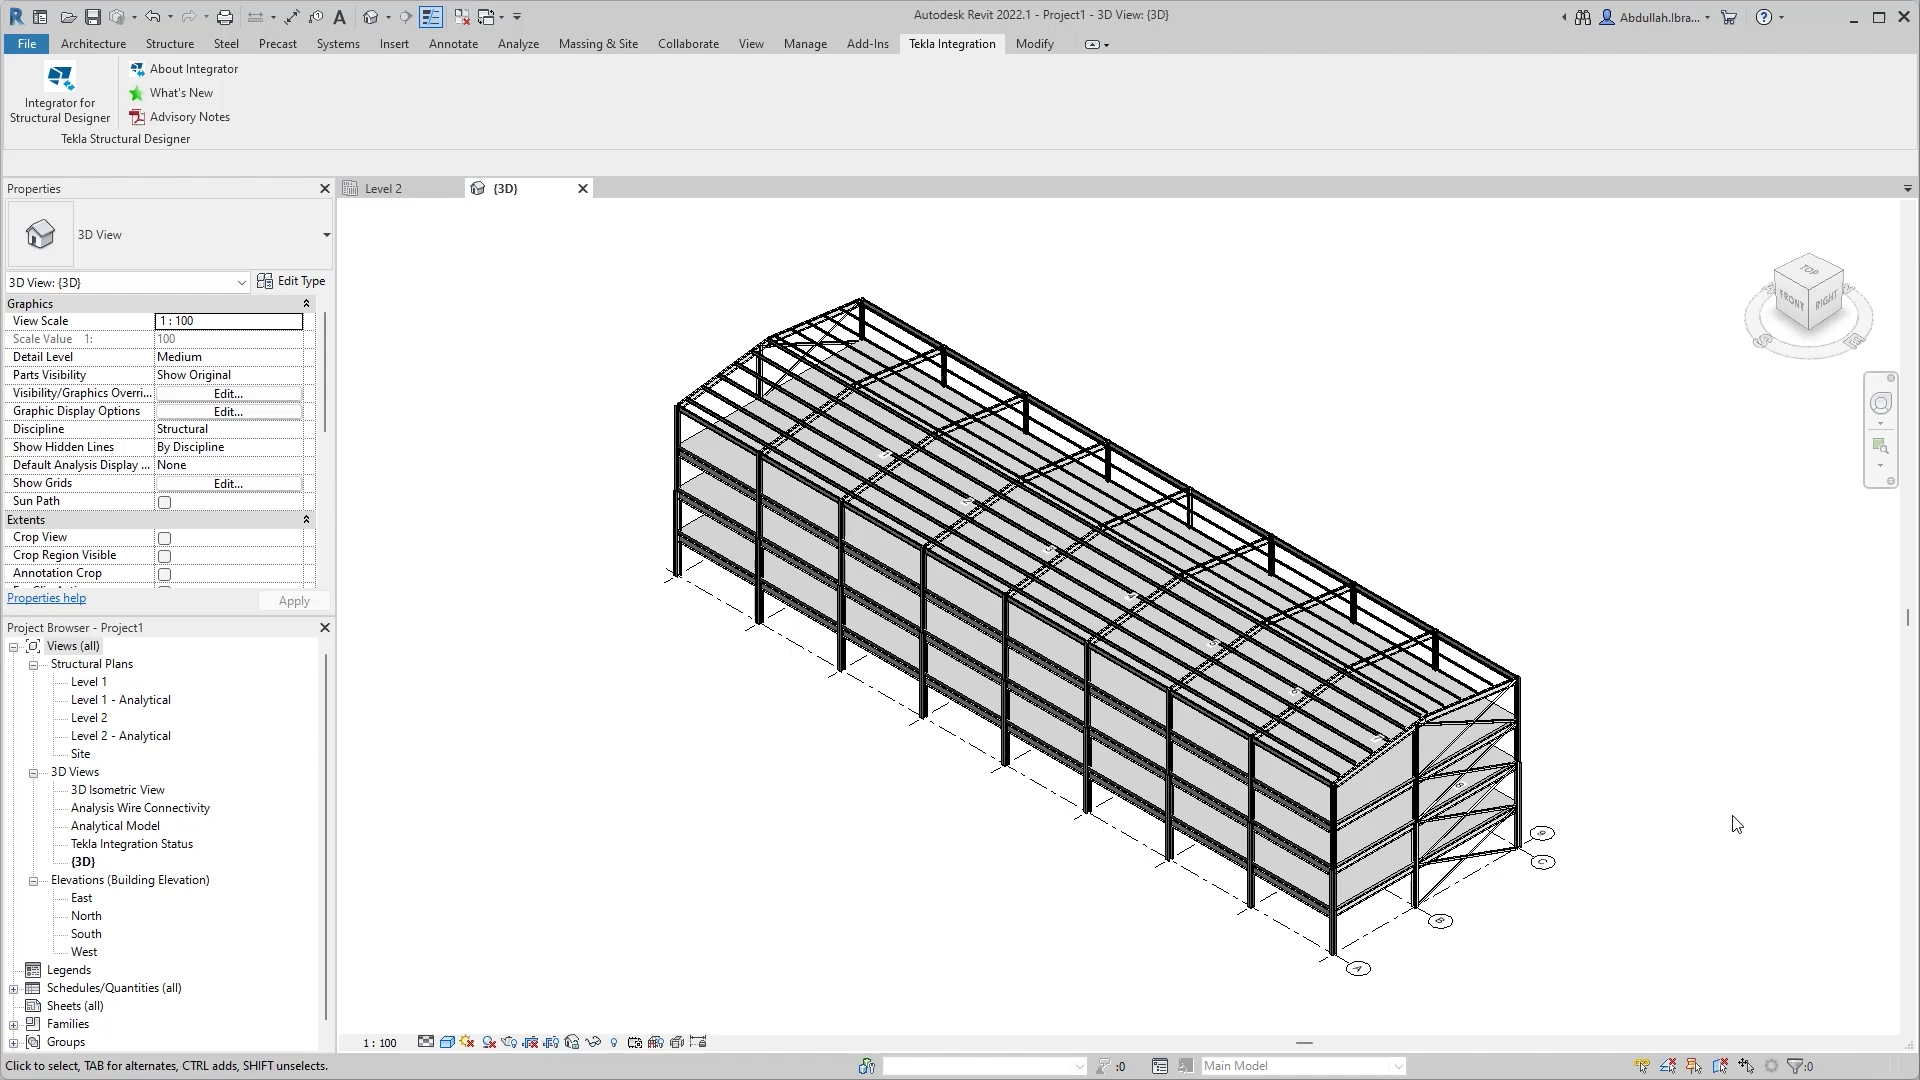 Autodesk Revit 2022.1 - Project1 - 3D View: {3D}
Abdullah.Ibra...
File
Architecture
Structure
Steel
Precast
Systems
Insert
Annotate
Analyze
Massing & Site
Collaborate
View
Manage
Add-Ins
Tekla Integration
Modify
Integrator for
Structural Designer
About Integrator
What's New
Advisory Notes
Tekla Structural Designer
Properties
3D View
3D View: {3D}
Edit Type
Graphics
View Scale 1 : 100
Scale Value 1: 100
Detail Level Medium
Parts Visibility Show Original
Visibility/Graphics Overri... Edit...
Graphic Display Options Edit...
Discipline Structural
Show Hidden Lines By Discipline
Default Analysis Display ... None
Show Grids Edit...
Sun Path
Extents
Crop View
Crop Region Visible
Annotation Crop
Properties help
Apply
Project Browser - Project1
Views (all)
Structural Plans
Level 1
Level 1 - Analytical
Level 2
Level 2 - Analytical
Site
3D Views
3D Isometric View
Analysis Wire Connectivity
Analytical Model
Tekla Integration Status
{3D}
Elevations (Building Elevation)
East
North
South
West
Legends
Schedules/Quantities (all)
Sheets (all)
Families
Groups
Level 2
{3D}
TOP
FRONT
RIGHT
S
E
9
C
B
A
1 : 100
Click to select, TAB for alternates, CTRL adds, SHIFT unselects.
:0
Main Model
:0